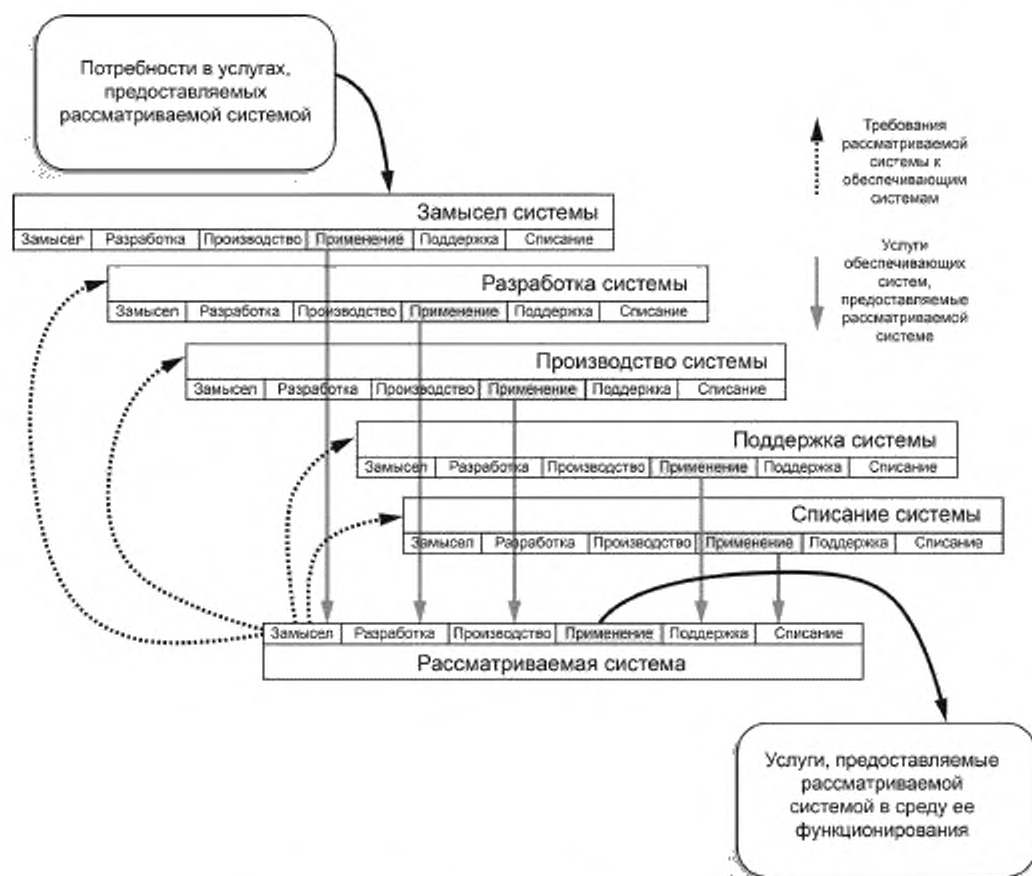 Потребности в услугах,
предоставляемых
рассматриваемой системой
Требования
рассматриваемой
системы к
обеспечивающим
системам
Услуги
обеспечивающих
систем,
предоставляемые
рассматриваемой
системе
Замысел системы
Замысел Разработка Производство Применение Поддержка Списание
Разработка системы
Замысел Разработка Производство Применение Поддержка Списание
Производство системы
Замысел Разработка Производство Применение Поддержка Списание
Поддержка системы
Замысел Разработка Производство Применение Поддержка Списание
Списание системы
Замысел Разработка Производство Применение Поддержка Списание
Замысел Разработка Производство Применение Поддержка Списание
Рассматриваемая система
Услуги, предоставляемые
рассматриваемой
системой в среду ее
функционирования